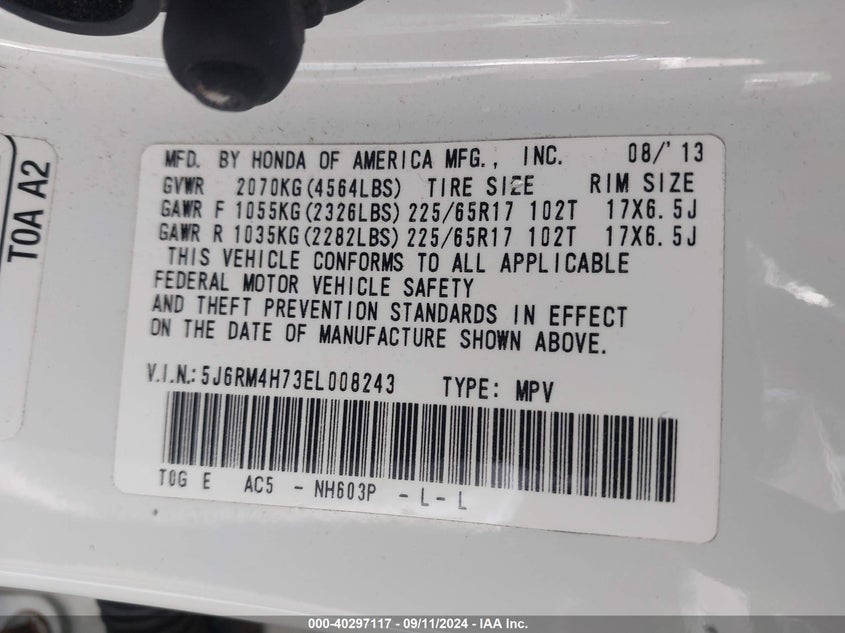 MFD. BY HONDA OF AMERICA MFG., INC. 08/'13
GVWR 2070KG(4564LBS) TIRE SIZE RIM SIZE
GAWR F 1055KG(2326LBS) 225/65R17 102T 17X6.5J
GAWR R 1035KG(2282LBS) 225/65R17 102T 17X6.5J
THIS VEHICLE CONFORMS TO ALL APPLICABLE
FEDERAL MOTOR VEHICLE SAFETY
AND THEFT PREVENTION STANDARDS IN EFFECT
ON THE DATE OF MANUFACTURE SHOWN ABOVE.
V.I.N.: 5J6RM4H73EL008243 TYPE: MPV
T0G E AC5 - NH603P - L - L
T0A A2
000-40297117 - 09/11/2024 - IAA Inc.